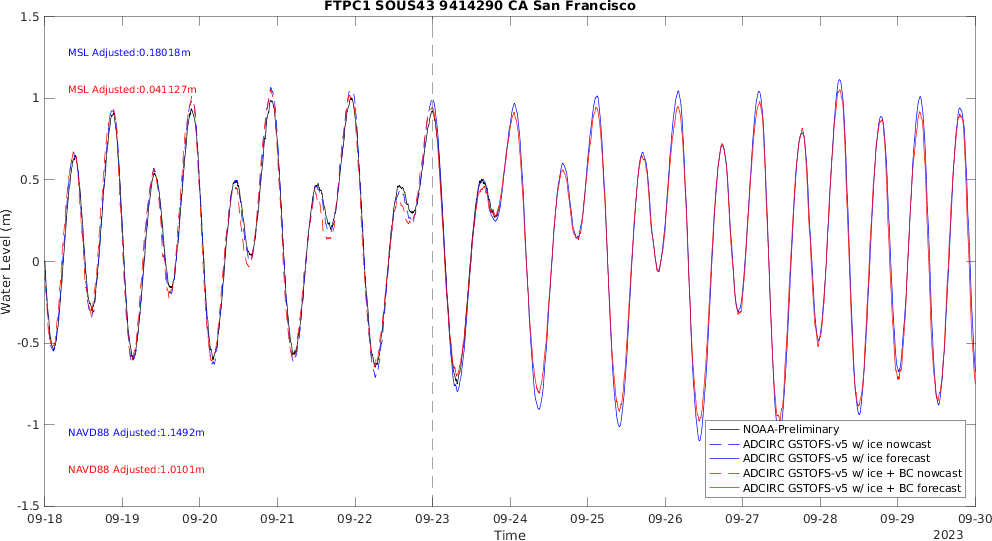 FTPC1 SOUS43 9414290 CA San Francisco
1.5
1
0.5
0
-0.5
-1
-1.5
Water Level (m)
MSL Adjusted:0.18018m
MSL Adjusted:0.041127m
NAVD88 Adjusted:1.1492m
NAVD88 Adjusted:1.0101m
NOAA-Preliminary
ADCIRC GSTOFS-v5 w/ ice nowcast
ADCIRC GSTOFS-v5 w/ ice forecast
ADCIRC GSTOFS-v5 w/ ice + BC nowcast
ADCIRC GSTOFS-v5 w/ ice + BC forecast
09-18 09-19 09-20 09-21 09-22 09-23 09-24 09-25 09-26 09-27 09-28 09-29 09-30
2023
Time